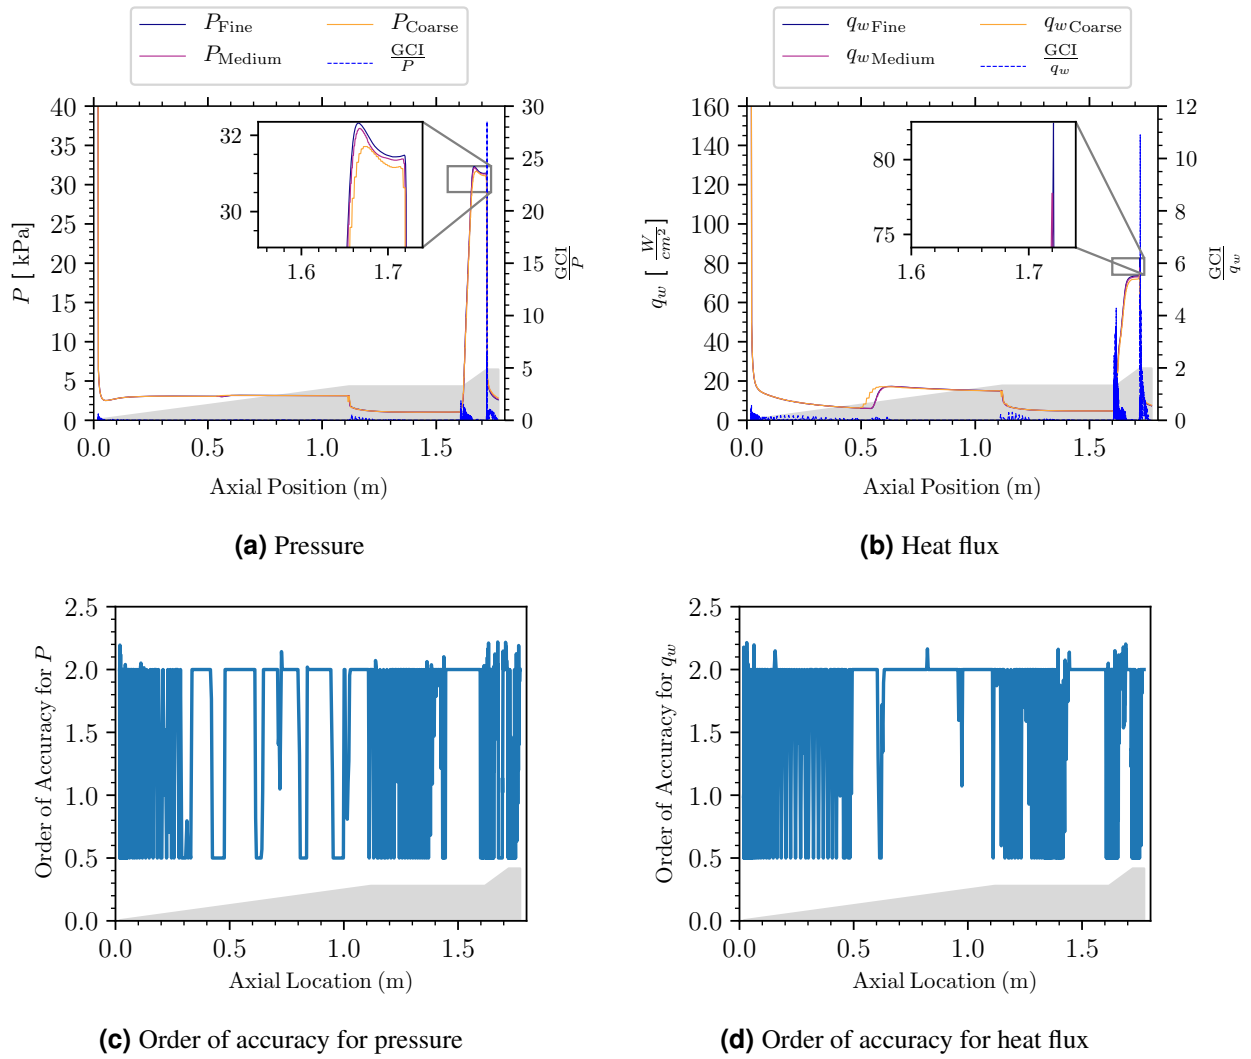 P_Fine P_Coarse
P_Medium GCI/P
q_w Fine q_w Coarse
q_w Medium GCI/q_w
40
35
30
25
20
15
10
5
0
P [ kPa]
30
25
20
15
10
5
0
GCI/P
32
30
1.6 1.7
0.0 0.5 1.0 1.5
Axial Position (m)
(a) Pressure
160
140
120
100
80
60
40
20
0
q_w [ W/cm² ]
12
10
8
6
4
2
0
GCI/q_w
80
75
1.6 1.7
0.0 0.5 1.0 1.5
Axial Position (m)
(b) Heat flux
2.5
2.0
1.5
1.0
0.5
0.0
Order of Accuracy for P
0.0 0.5 1.0 1.5
Axial Location (m)
(c) Order of accuracy for pressure
2.5
2.0
1.5
1.0
0.5
0.0
Order of Accuracy for q_w
0.0 0.5 1.0 1.5
Axial Location (m)
(d) Order of accuracy for heat flux